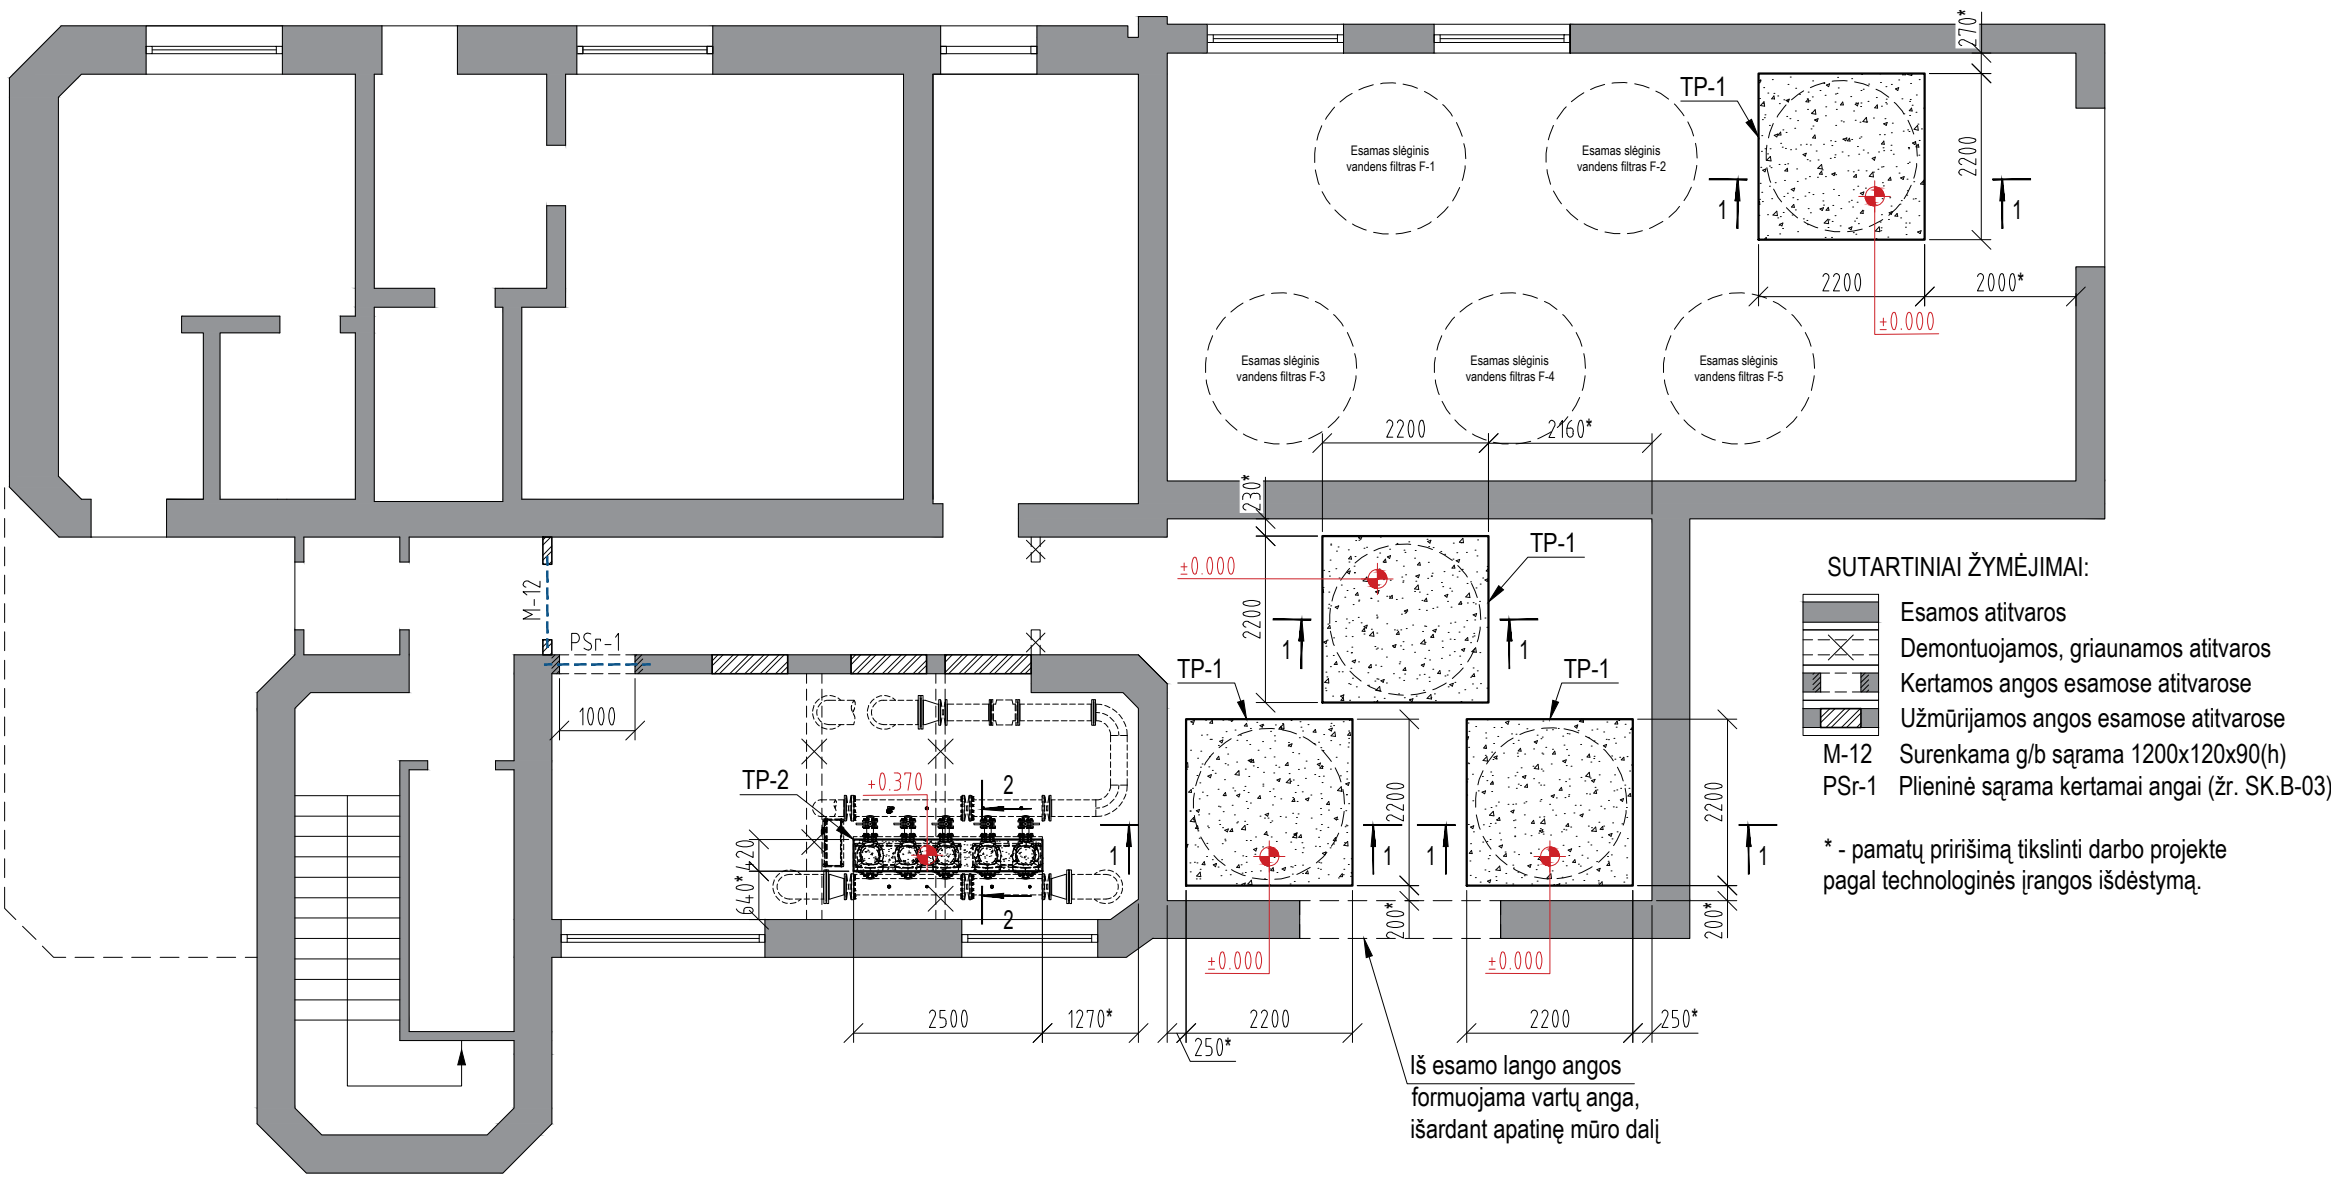 270*
TP-1
Esamas slėginis
vandens filtras F-1
Esamas slėginis
vandens filtras F-2
2200
1
1
2200
2000*
±0.000
Esamas slėginis
vandens filtras F-3
Esamas slėginis
vandens filtras F-4
Esamas slėginis
vandens filtras F-5
2200
2160*
230*
TP-1
±0.000
2200
1
1
M-12
PSr-1
1000
TP-1
TP-1
TP-2
+0.370
2
2
420
640*
1
1
1
1
2200
2200
200*
200*
±0.000
±0.000
2500
1270*
250*
2200
2200
250*
Iš esamo lango angos
formuojama vartų anga,
išardant apatinę mūro dalį
SUTARTINIAI ŽYMĖJIMAI:
Esamos atitvaros
Demontuojamos, griaunamos atitvaros
Kertamos angos esamose atitvarose
Užmūrijamos angos esamose atitvarose
M-12 Surenkama g/b sąrama 1200x120x90(h)
PSr-1 Plieninė sąrama kertamai angai (žr. SK.B-03)
* - pamatų pririšimą tikslinti darbo projekte
pagal technologinės įrangos išdėstymą.